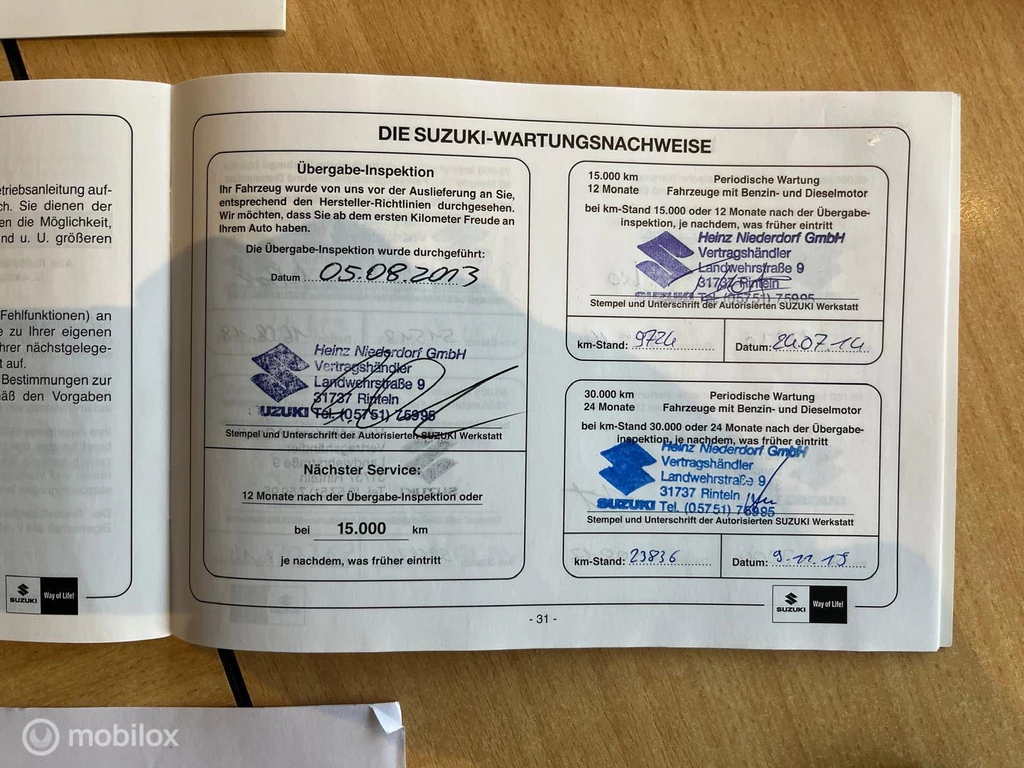 etriebsanleitung auf-
ch. Sie dienen der
en die Möglichkeit,
nd u. U. größeren
Fehlfunktionen) an
e zu Ihrer eigenen
hrer nächstgelege-
t auf.
Bestimmungen zur
äß den Vorgaben
SUZUKI Way of Life!
DIE SUZUKI-WARTUNGSNACHWEISE
Übergabe-Inspektion
Ihr Fahrzeug wurde von uns vor der Auslieferung an Sie,
entsprechend den Hersteller-Richtlinien durchgesehen.
Wir möchten, dass Sie ab dem ersten Kilometer Freude an
Ihrem Auto haben.
Die Übergabe-Inspektion wurde durchgeführt:
Datum 05.08.2013
Heinz Niederdorf GmbH
Vertragshändler
Landwehrstraße 9
31737 Rinteln
SUZUKI Tel. (05751) 75995
Stempel und Unterschrift der Autorisierten SUZUKI Werkstatt
Nächster Service:
12 Monate nach der Übergabe-Inspektion oder
bei 15.000 km
je nachdem, was früher eintritt
15.000 km Periodische Wartung
12 Monate Fahrzeuge mit Benzin- und Dieselmotor
bei km-Stand 15.000 oder 12 Monate nach der Übergabe-
inspektion, je nachdem, was früher eintritt
Heinz Niederdorf GmbH
Vertragshändler
Landwehrstraße 9
31737 Rinteln
SUZUKI Tel. (05751) 75995
Stempel und Unterschrift der Autorisierten SUZUKI Werkstatt
km-Stand: 9724 Datum: 24.07.14
30.000 km Periodische Wartung
24 Monate Fahrzeuge mit Benzin- und Dieselmotor
bei km-Stand 30.000 oder 24 Monate nach der Übergabe-
inspektion, je nachdem, was früher eintritt
Heinz Niederdorf GmbH
Vertragshändler
Landwehrstraße 9
31737 Rinteln
SUZUKI Tel. (05751) 75995
Stempel und Unterschrift der Autorisierten SUZUKI Werkstatt
km-Stand: 23836 Datum: 9.11.15
SUZUKI Way of Life!
- 31 -
mobilox